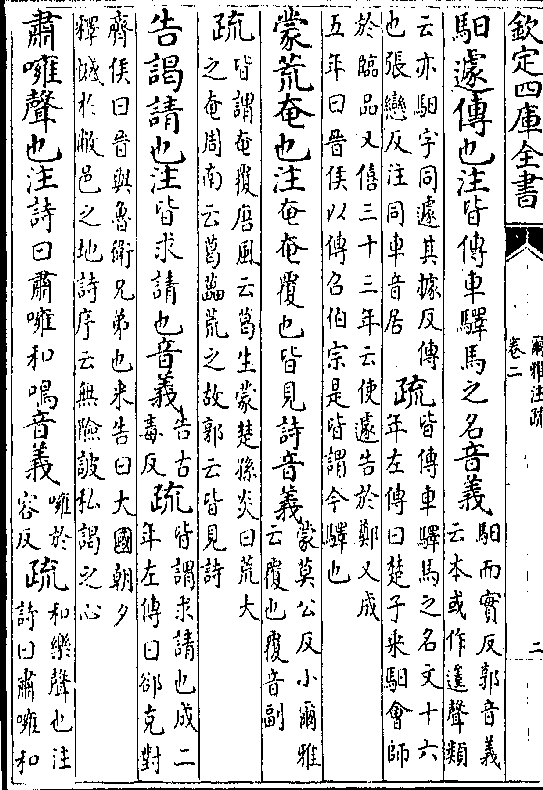 欽定四庫全書
爾雅注疏
卷二
二
馹遽傳也注皆傳車驛馬之名音義馹而實反郭音義
云本或作遽聲類
云亦馹字同遽其據反傳
也張戀反注同車音居
疏皆傳車驛馬之名文十六
年左傳曰楚子乘馹會師
於臨品又僖三十三年云使遽告於鄭又成
五年曰晉侯以傳召伯宗是皆謂今驛也
蒙荒奄也注奄奄覆也皆見詩音義蒙莫公反小爾雅
云覆也覆音副
疏皆謂奄覆唐風云葛生蒙楚孫炎曰荒大
之奄周南云葛藟荒之故郭云皆見詩
告謁請也注皆求請也音義告古
毒反
疏皆謂求請也成二
年左傳曰郤克對
齊侯曰晉與魯衛兄弟也來告曰大國朝夕
釋憾於敝邑之地詩序云無險詖私謁之心
肅噰聲也注詩曰肅噰和鳴音義噰於
容反
疏和樂聲也注
詩曰肅噰和